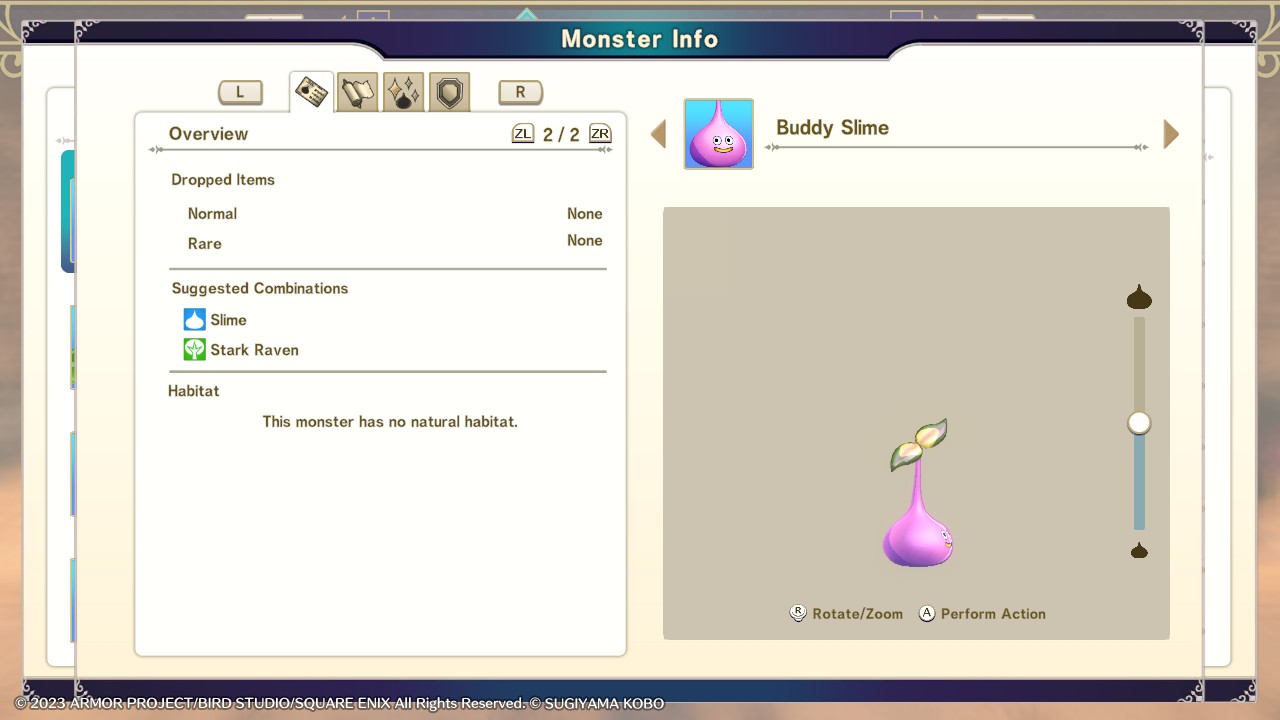 Monster Info
L
R
Overview
ZL 2 / 2 ZR
Dropped Items
Normal None
Rare None
Suggested Combinations
Slime
Stark Raven
Habitat
This monster has no natural habitat.
Buddy Slime
R Rotate/Zoom A Perform Action
© 2023 ARMOR PROJECT/BIRD STUDIO/SQUARE ENIX All Rights Reserved. © SUGIYAMA KOBO